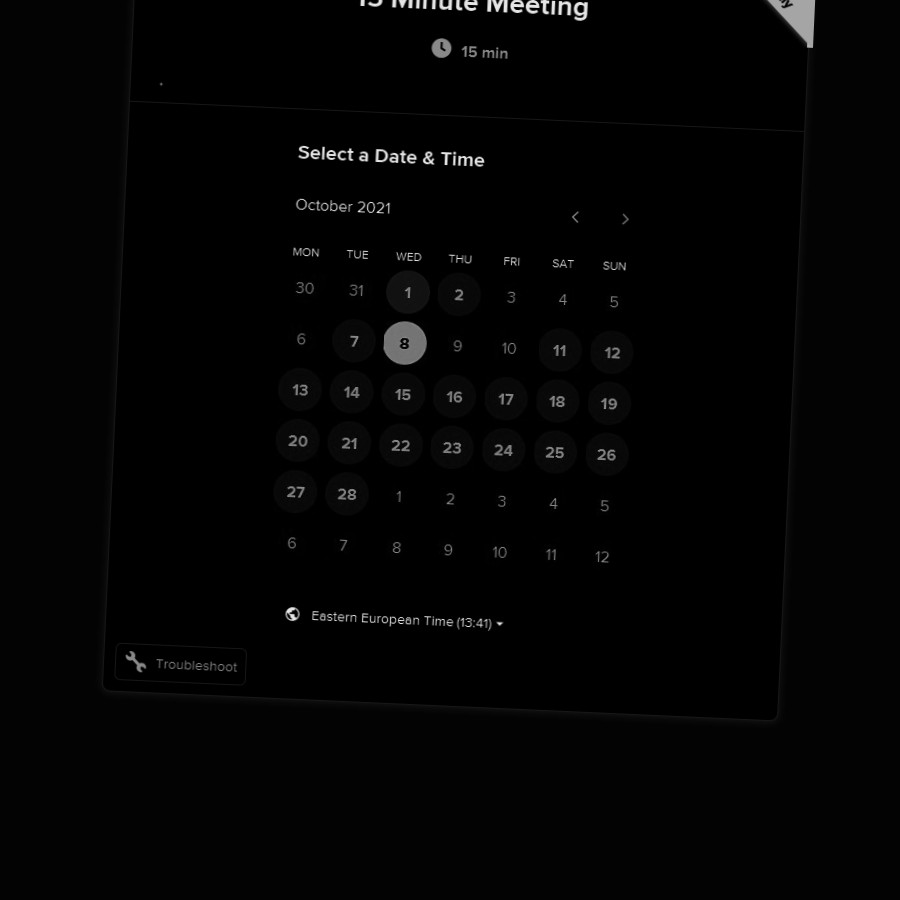 15 Minute Meeting
15 min
Select a Date & Time
October 2021
MON TUE WED THU FRI SAT SUN
30 31 1 2 3 4 5
6 7 8 9 10 11 12
13 14 15 16 17 18 19
20 21 22 23 24 25 26
27 28 1 2 3 4 5
6 7 8 9 10 11 12
Eastern European Time (13:41)
Troubleshoot